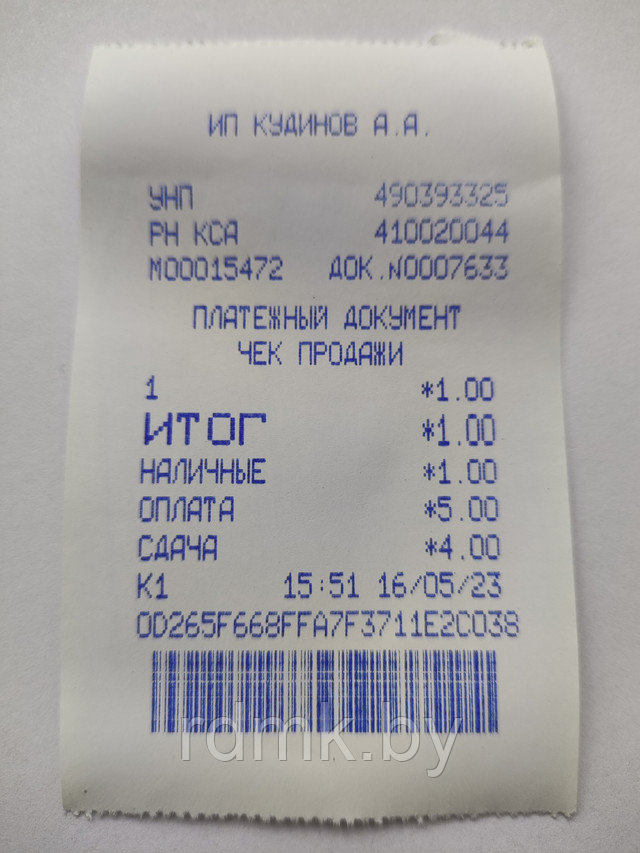 ИП КУДИНОВ А.А.
УНП 490393325
РН КСА 410020044
М00015472 ДОК.N0007633
ПЛАТЕЖНЫЙ ДОКУМЕНТ
ЧЕК ПРОДАЖИ
1 *1.00
ИТОГ *1.00
НАЛИЧНЫЕ *1.00
ОПЛАТА *5.00
СДАЧА *4.00
К1 15:51 16/05/23
0D265F668FFA7F3711E2C038
rdmk.by